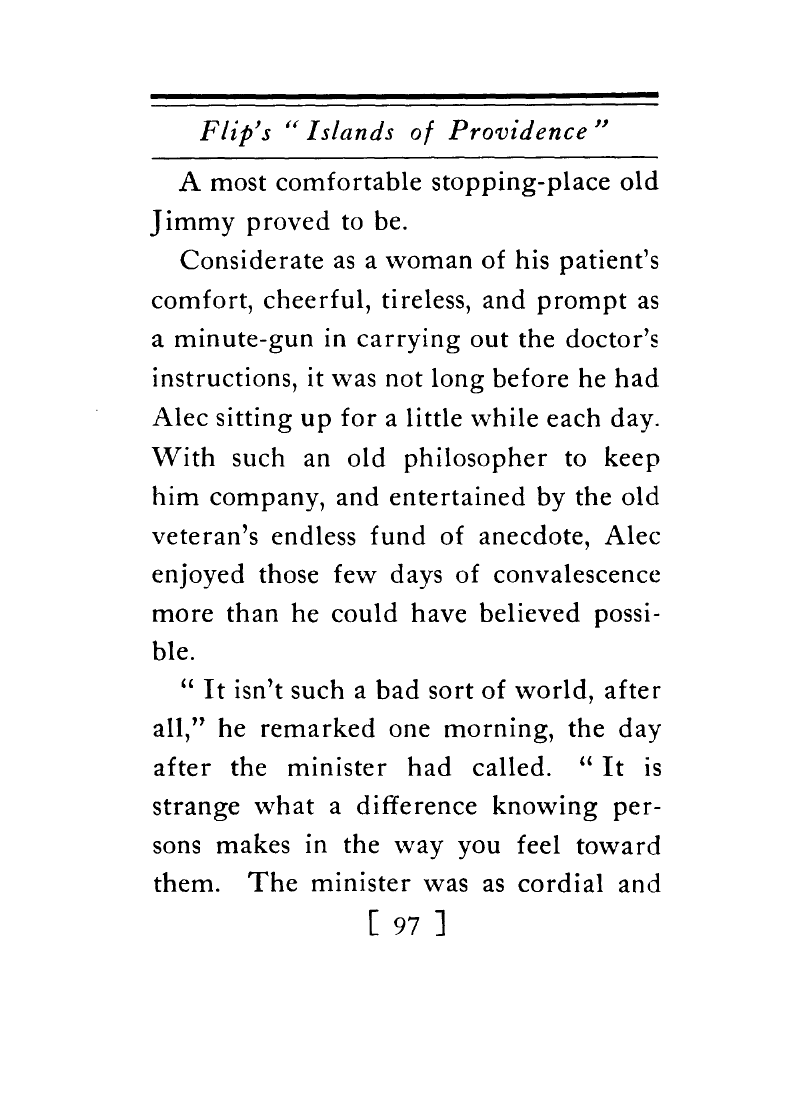 Flip's “ Islands of Providence ”
A most comfortable stopping-place old
Jimmy proved to be.
Considerate as a woman of his patient's
comfort, cheerful, tireless, and prompt as
a minute-gun in carrying out the doctor's
instructions, it was not long before he had
Alec sitting up for a little while each day.
With such an old philosopher to keep
him company, and entertained by the old
veteran's endless fund of anecdote, Alec
enjoyed those few days of convalescence
more than he could have believed possi-
ble.
“ It isn't such a bad sort of world, after
all,” he remarked one morning, the day
after the minister had called. “ It is
strange what a difference knowing per-
sons makes in the way you feel toward
them. The minister was as cordial and
[ 97 ]